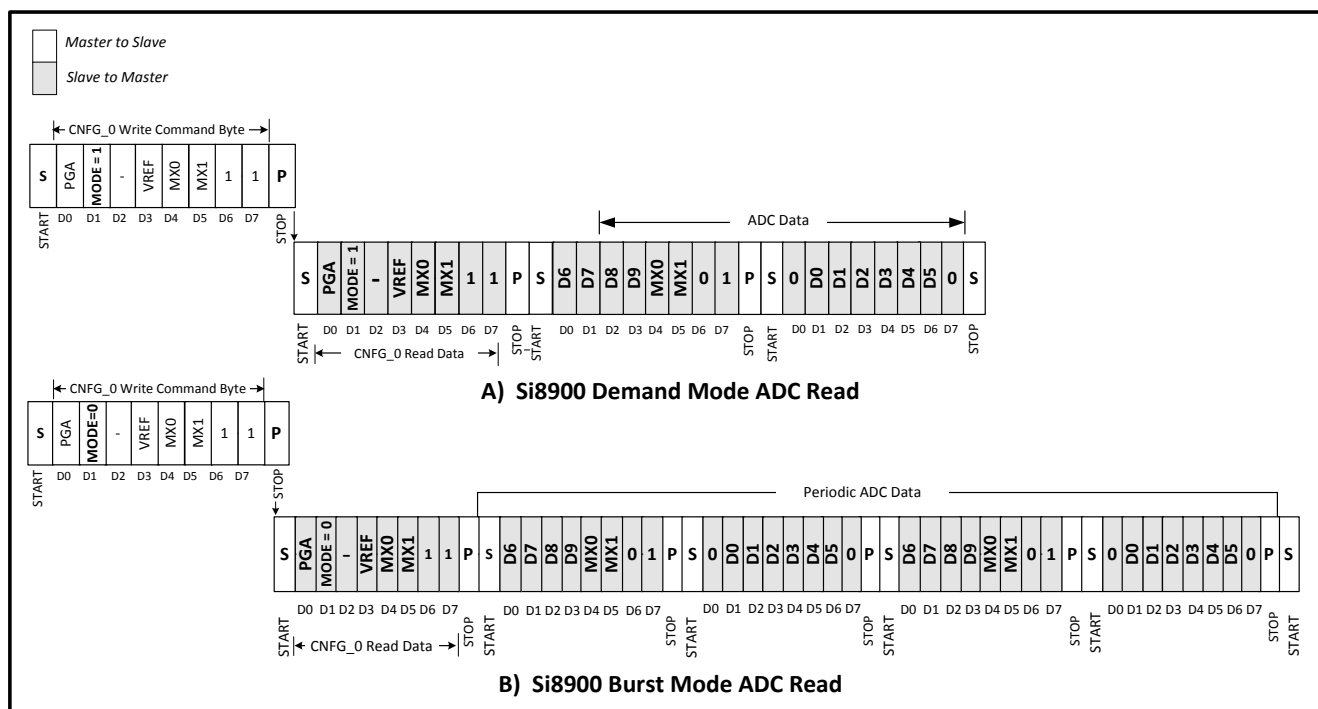 Master to Slave
Slave to Master
CNFG_0 Write Command Byte
S PGA MODE = 1 - VREF MX0 MX1 1 1 P
START D0 D1 D2 D3 D4 D5 D6 D7 STOP
ADC Data
S PGA MODE = 1 - VREF MX0 MX1 1 1 P S D6 D7 D8 D9 MX0 MX1 0 1 P S 0 D0 D1 D2 D3 D4 D5 0 S
START D0 D1 D2 D3 D4 D5 D6 D7 STOP START D0 D1 D2 D3 D4 D5 D6 D7 STOP START D0 D1 D2 D3 D4 D5 D6 D7 STOP
CNFG_0 Read Data
A) Si8900 Demand Mode ADC Read
CNFG_0 Write Command Byte
S PGA MODE=0 - VREF MX0 MX1 1 1 P
START D0 D1 D2 D3 D4 D5 D6 D7 STOP
Periodic ADC Data
S PGA MODE = 0 - VREF MX0 MX1 1 1 P S D6 D7 D8 D9 MX0 MX1 0 1 P S 0 D0 D1 D2 D3 D4 D5 0 P S D6 D7 D8 D9 MX0 MX1 0 1 P S 0 D0 D1 D2 D3 D4 D5 0 P S
START D0 D1 D2 D3 D4 D5 D6 D7 STOP START D0 D1 D2 D3 D4 D5 D6 D7 STOP START D0 D1 D2 D3 D4 D5 D6 D7 STOP START D0 D1 D2 D3 D4 D5 D6 D7 STOP START D0 D1 D2 D3 D4 D5 D6 D7 STOP START
CNFG_0 Read Data
B) Si8900 Burst Mode ADC Read